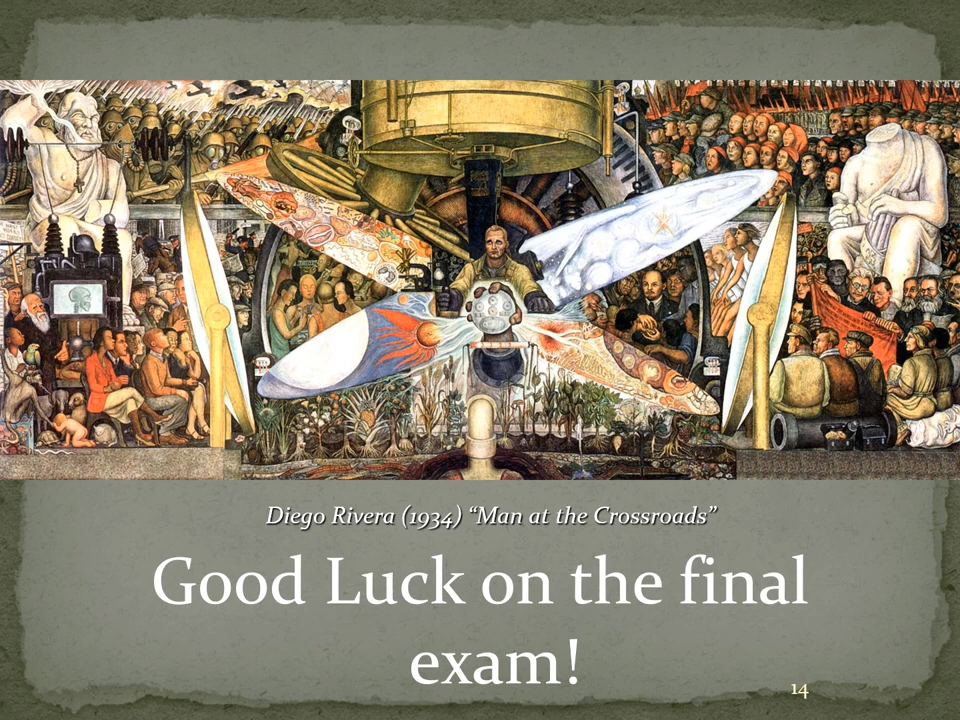 Diego Rivera (1934) “Man at the Crossroads”
Good Luck on the final
exam!
14